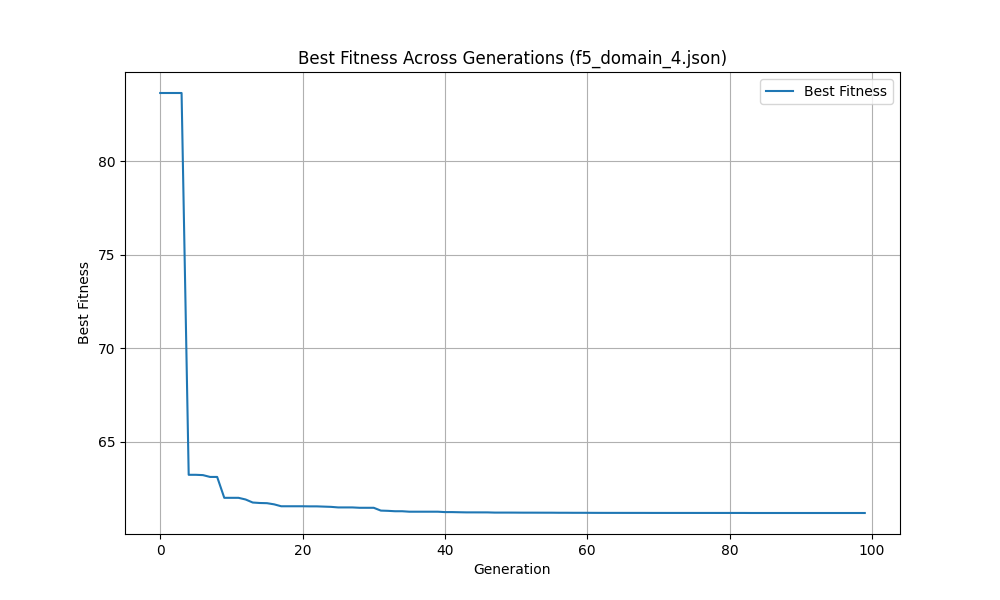 Best Fitness Across Generations (f5_domain_4.json)
Best Fitness
80
75
70
65
Best Fitness
0 20 40 60 80 100
Generation